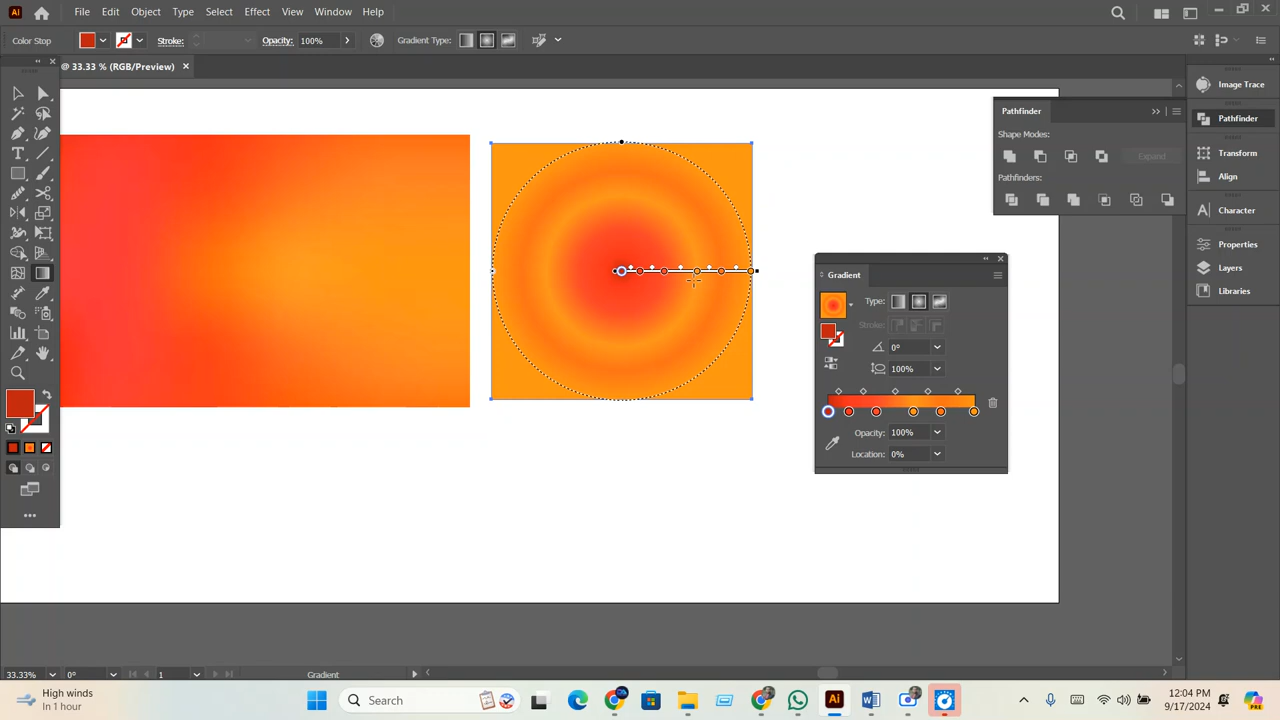 Ai
File Edit Object Type Select Effect View Window Help
Color Stop
Stroke:
Opacity: 100%
Gradient Type:
@ 33.33 % (RGB/Preview) ×
Image Trace
Pathfinder
Pathfinder
Shape Modes:
Expand
Pathfinders:
Transform
Align
Character
Properties
Layers
Libraries
Gradient
Type:
Stroke:
0°
100%
Opacity: 100%
Location: 0%
33.33% 0° 1 Gradient
High winds
In 1 hour
Search
Ai
12:04 PM
9/17/2024
PRE